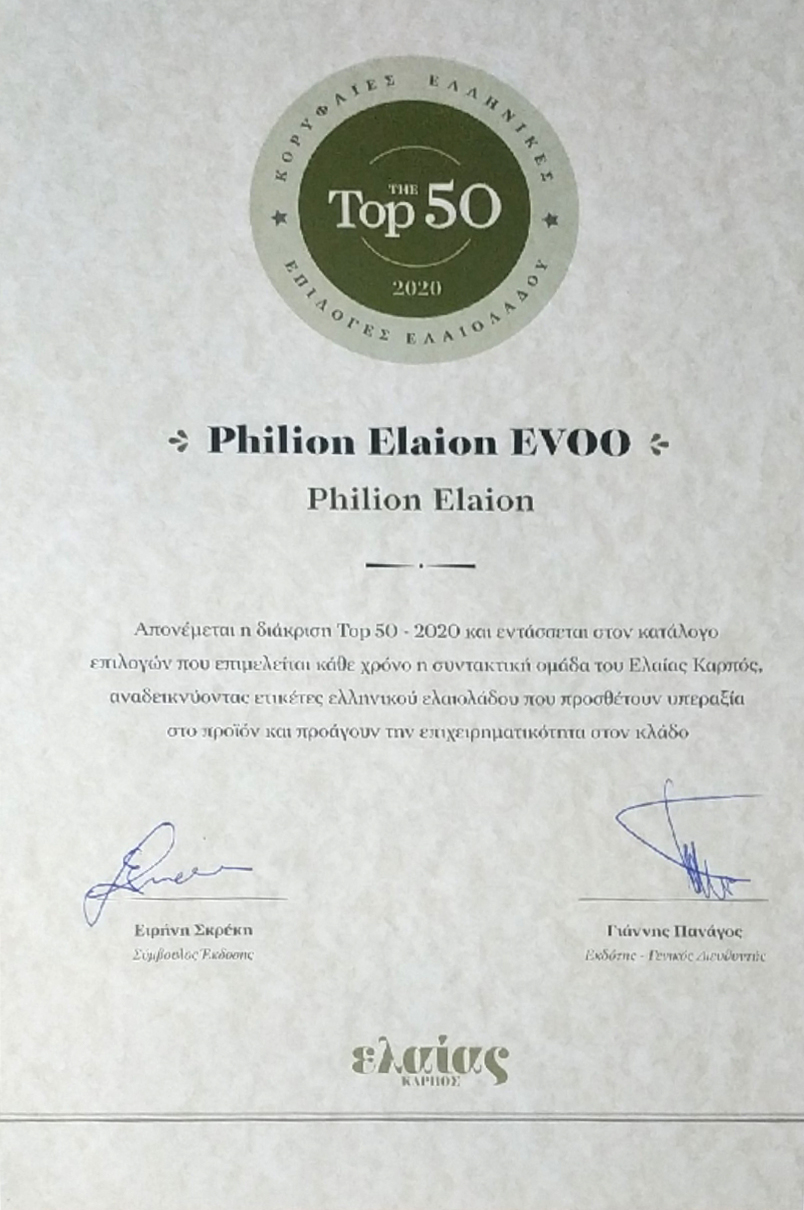 ΚΟΡΥΦΑΙΕΣ ΕΛΛΗΝΙΚΕΣ
THE
Top 50
2020
ΕΠΙΛΟΓΕΣ ΕΛΑΙΟΛΑΔΟΥ
Philion Elaion EVOO
Philion Elaion
Απονέμεται η διάκριση Top 50 - 2020 και εντάσσεται στον κατάλογο
επιλογών που επιμελείται κάθε χρόνο η συντακτική ομάδα του Ελαίας Καρπός,
αναδεικνύοντας ετικέτες ελληνικού ελαιολάδου που προσθέτουν υπεραξία
στο προϊόν και προάγουν την επιχειρηματικότητα στον κλάδο
Ειρήνη Σκρέκη
Σύμβουλος Έκδοσης
Γιάννης Πανάγος
Εκδότης - Γενικός Διευθυντής
ελαίας
ΚΑΡΠΟΣ